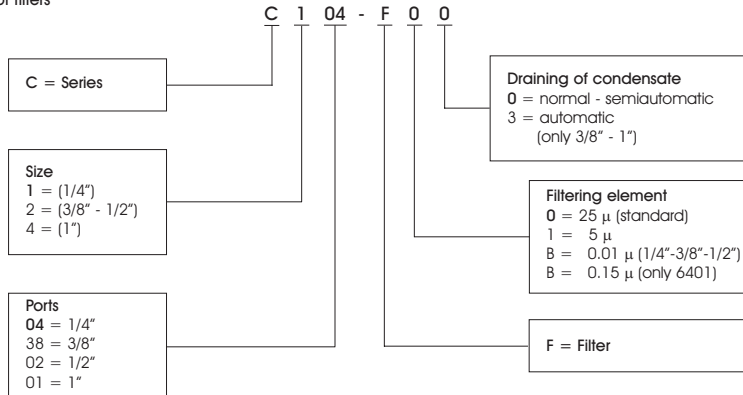 of filters
C 1 04 - F 0 0
C = Series
Size
1 = (1/4")
2 = (3/8" - 1/2")
4 = (1")
Ports
04 = 1/4"
38 = 3/8"
02 = 1/2"
01 = 1"
Draining of condensate
0 = normal - semiautomatic
3 = automatic
(only 3/8" - 1")
Filtering element
0 = 25 μ (standard)
1 = 5 μ
B = 0.01 μ (1/4"-3/8"-1/2")
B = 0.15 μ (only 6401)
F = Filter